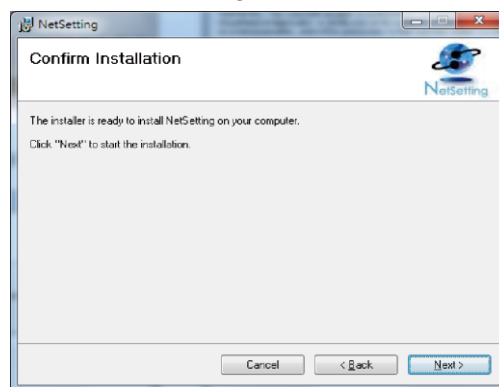 NetSetting
Confirm Installation
NetSetting
The installer is ready to install NetSetting on your computer.
Click "Next" to start the installation.
Cancel
< Back
Next >